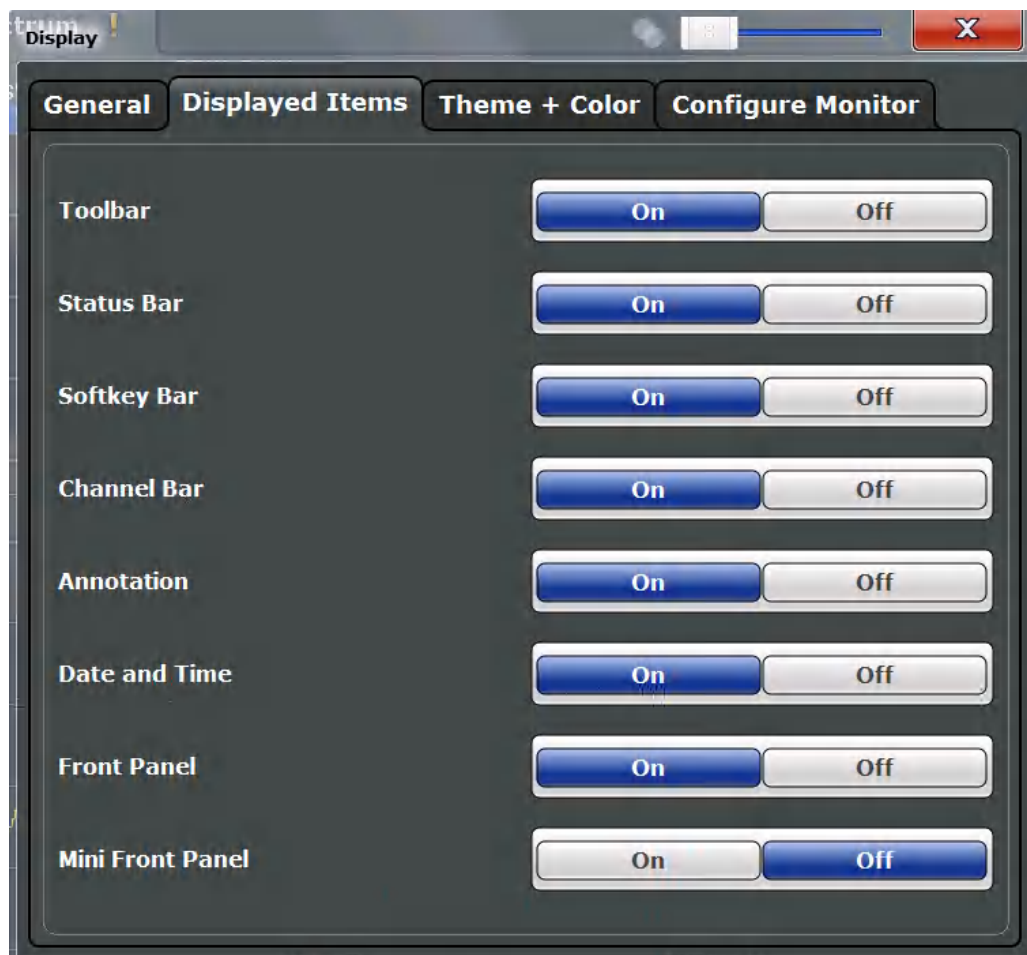 Display
General Displayed Items Theme + Color Configure Monitor
Toolbar On Off
Status Bar On Off
Softkey Bar On Off
Channel Bar On Off
Annotation On Off
Date and Time On Off
Front Panel On Off
Mini Front Panel On Off